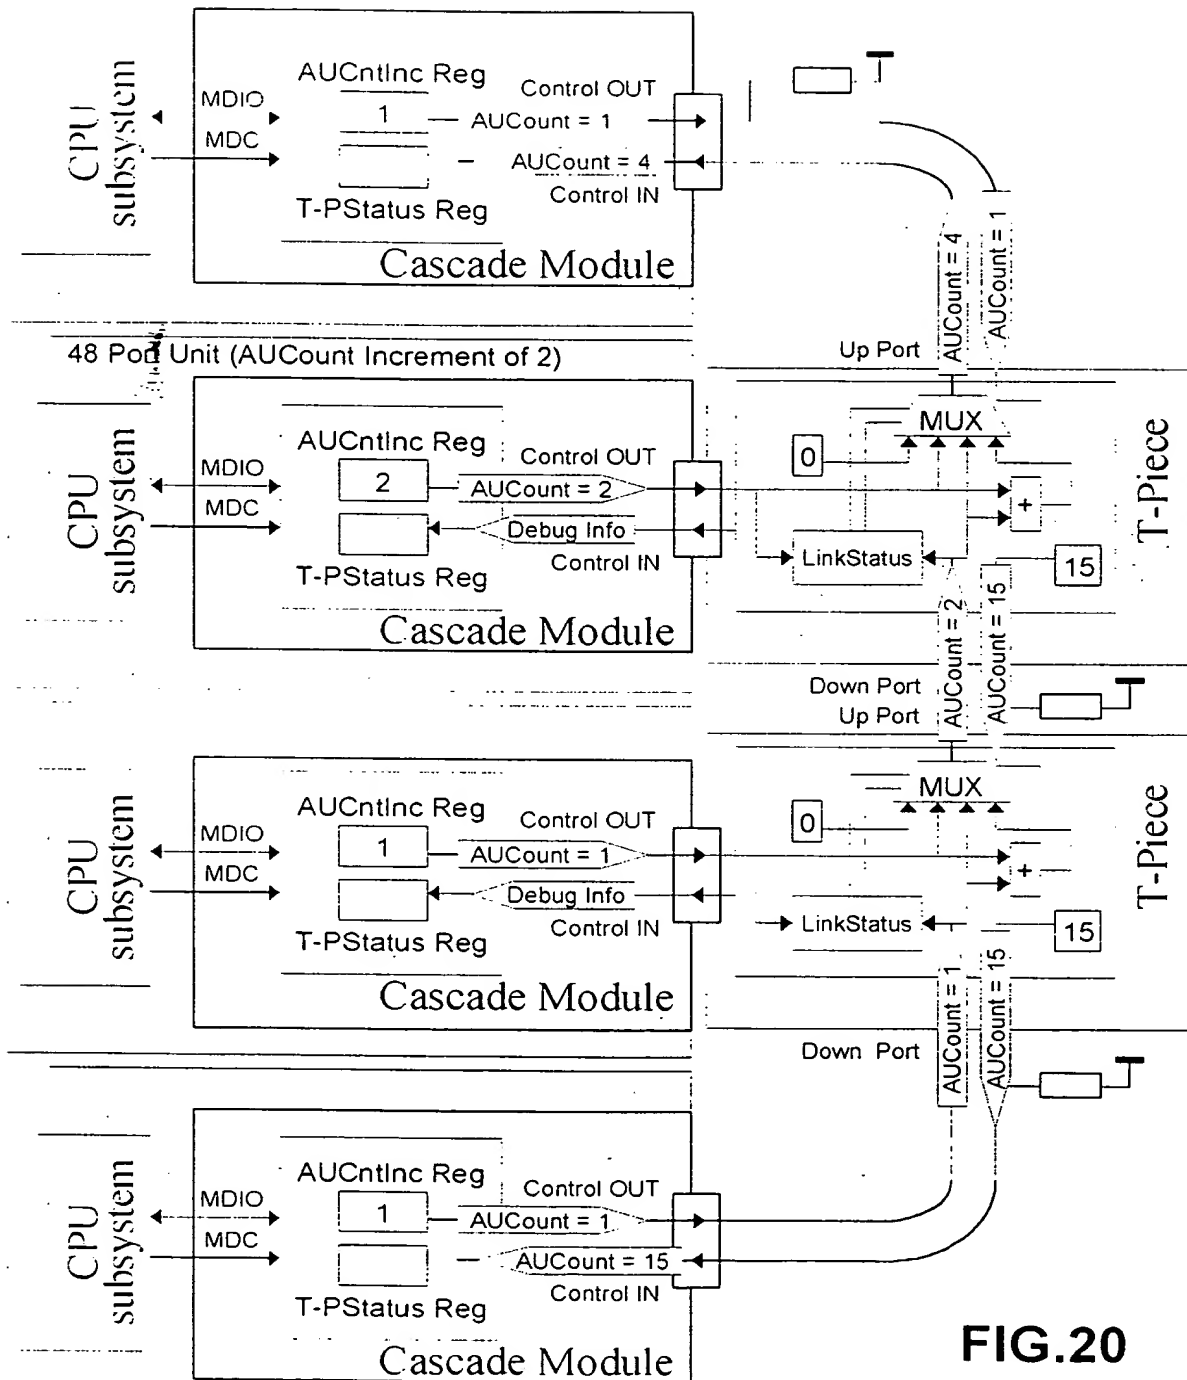 CPU
subsystem
MDIO
MDC
AUCntInc Reg
1
T-PStatus Reg
Control OUT
AUCount = 1
AUCount = 4
Control IN
Cascade Module
AUCount = 4
AUCount = 1
48 Port Unit (AUCount Increment of 2)
Up Port
CPU
subsystem
MDIO
MDC
AUCntInc Reg
2
T-PStatus Reg
Control OUT
AUCount = 2
Debug Info
Control IN
Cascade Module
MUX
0
+
LinkStatus
15
T-Piece
AUCount = 2
AUCount = 15
Down Port
Up Port
CPU
subsystem
MDIO
MDC
AUCntInc Reg
1
T-PStatus Reg
Control OUT
AUCount = 1
Debug Info
Control IN
Cascade Module
MUX
0
+
LinkStatus
15
T-Piece
AUCount = 1
AUCount = 15
Down Port
CPU
subsystem
MDIO
MDC
AUCntInc Reg
1
T-PStatus Reg
Control OUT
AUCount = 1
AUCount = 15
Control IN
Cascade Module
FIG.20